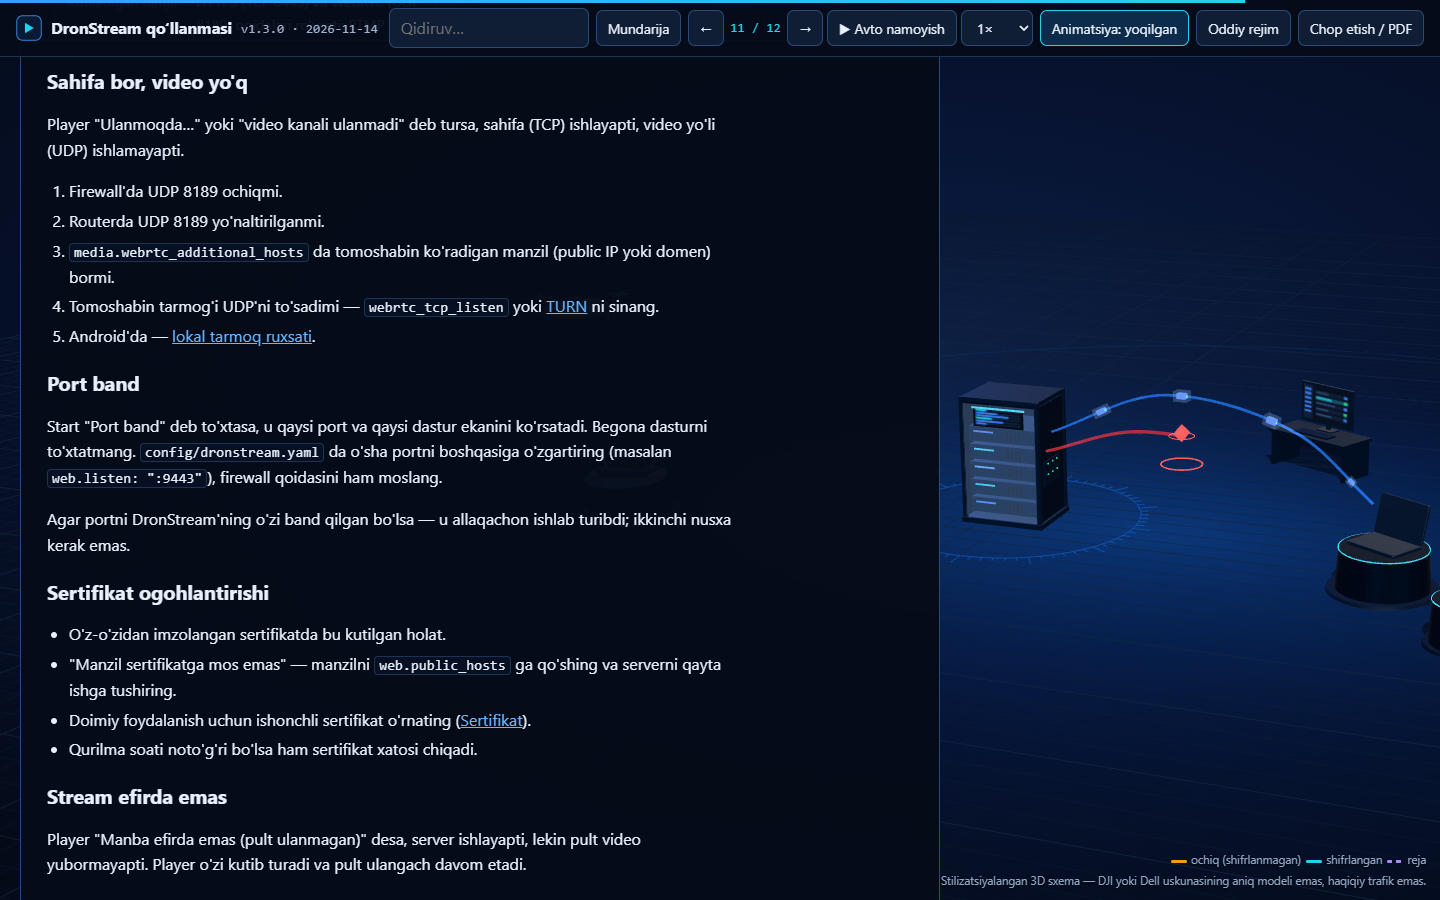 DronStream qoʻllanmasi v1.3.0 · 2026-11-14 Qidiruv... Mundarija ← 11 / 12 → ▶ Avto namoyish 1× Animatsiya: yoqilgan Oddiy rejim Chop etish / PDF
Sahifa bor, video yo'q
Player "Ulanmoqda..." yoki "video kanali ulanmadi" deb tursa, sahifa (TCP) ishlayapti, video yo'li
(UDP) ishlamayapti.
1. Firewall'da UDP 8189 ochiqmi.
2. Routerda UDP 8189 yo'naltirilganmi.
3. media.webrtc_additional_hosts da tomoshabin ko'radigan manzil (public IP yoki domen)
bormi.
4. Tomoshabin tarmog'i UDP'ni to'sadimi — webrtc_tcp_listen yoki TURN ni sinang.
5. Android'da — lokal tarmoq ruxsati.
Port band
Start "Port band" deb to'xtasa, u qaysi port va qaysi dastur ekanini ko'rsatadi. Begona dasturni
to'xtatmang. config/dronstream.yaml da o'sha portni boshqasiga o'zgartiring (masalan
web.listen: ":9443"), firewall qoidasini ham moslang.
Agar portni DronStream'ning o'zi band qilgan bo'lsa — u allaqachon ishlab turibdi; ikkinchi nusxa
kerak emas.
Sertifikat ogohlantirishi
• O'z-o'zidan imzolangan sertifikatda bu kutilgan holat.
• "Manzil sertifikatga mos emas" — manzilni web.public_hosts ga qo'shing va serverni qayta
ishga tushiring.
• Doimiy foydalanish uchun ishonchli sertifikat o'rnating (Sertifikat).
• Qurilma soati noto'g'ri bo'lsa ham sertifikat xatosi chiqadi.
Stream efirda emas
Player "Manba efirda emas (pult ulanmagan)" desa, server ishlayapti, lekin pult video
yubormayapti. Player o'zi kutib turadi va pult ulangach davom etadi.
ochiq (shifrlanmagan) shifrlangan reja
Stilizatsiyalangan 3D sxema — DJI yoki Dell uskunasining aniq modeli emas, haqiqiy trafik emas.